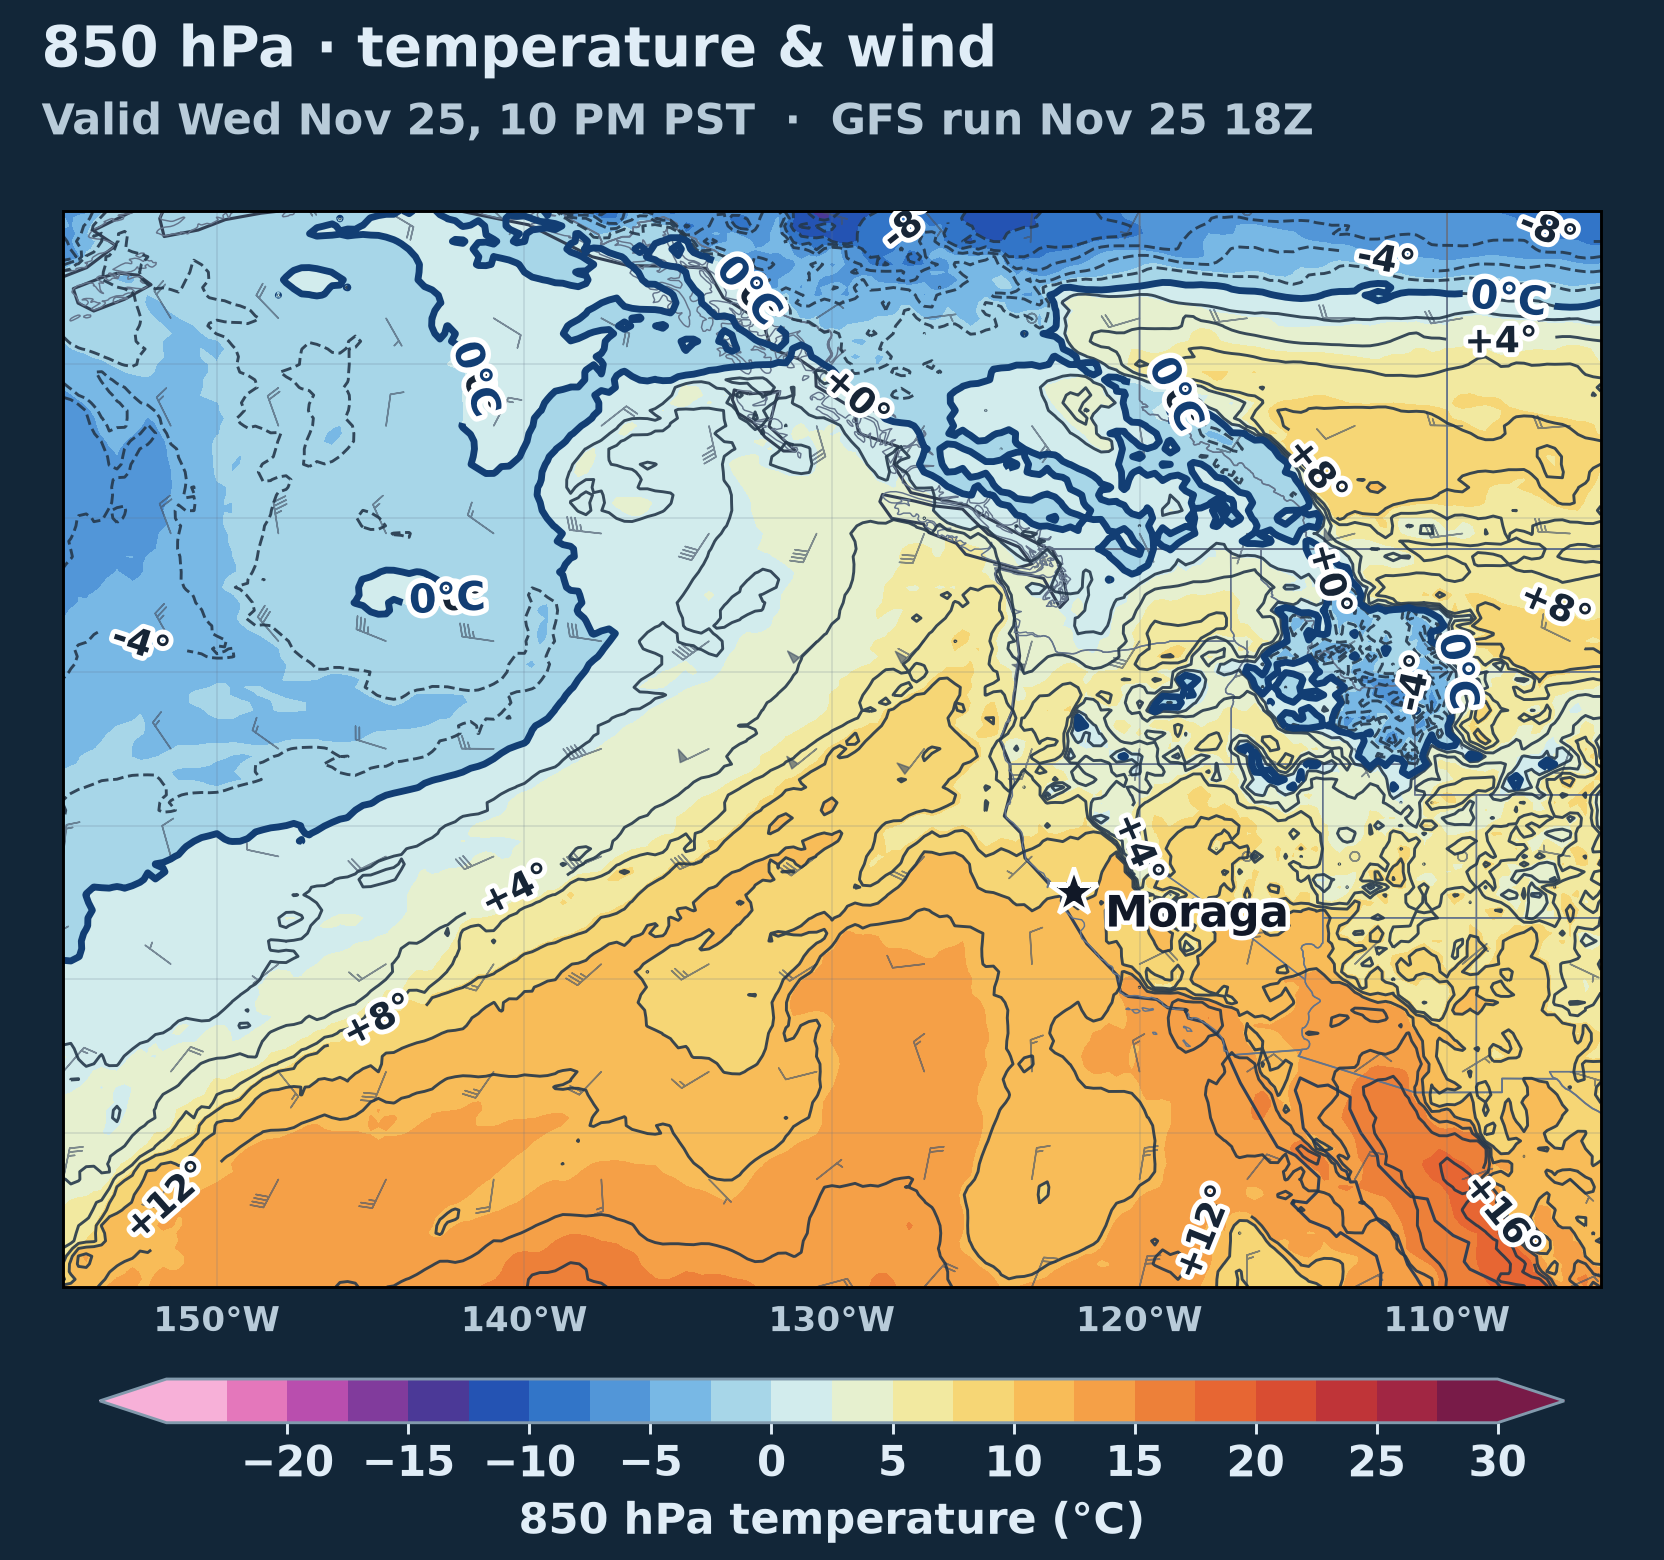 850 hPa · temperature & wind
Valid Wed Nov 25, 10 PM PST · GFS run Nov 25 18Z
-8
-8°
-4°
0°C
0°C
+4°
0°C
+0°
0°C
+8°
+0°
0°C
+8°
-4°
0°C
-4°
+4°
+4°
Moraga
+8°
+12°
+12°
+16°
150°W 140°W 130°W 120°W 110°W
−20 −15 −10 −5 0 5 10 15 20 25 30
850 hPa temperature (°C)